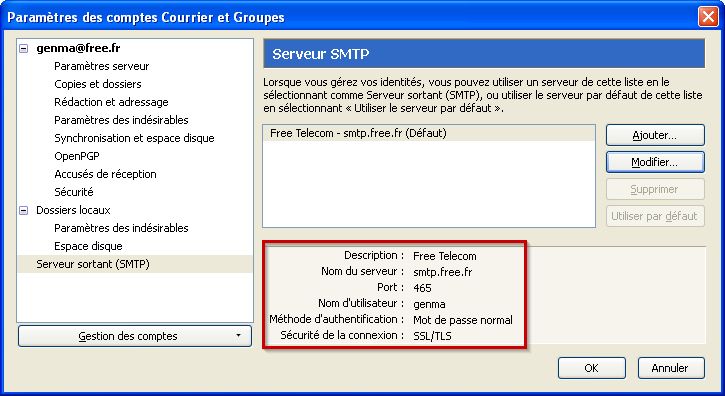 Paramètres des comptes Courrier et Groupes
genma@free.fr
Paramètres serveur
Copies et dossiers
Rédaction et adressage
Paramètres des indésirables
Synchronisation et espace disque
OpenPGP
Accusés de réception
Sécurité
Dossiers locaux
Paramètres des indésirables
Espace disque
Serveur sortant (SMTP)
Gestion des comptes
Serveur SMTP
Lorsque vous gérez vos identités, vous pouvez utiliser un serveur de cette liste en le
sélectionnant comme Serveur sortant (SMTP), ou utiliser le serveur par défaut de cette liste
en sélectionnant « Utiliser le serveur par défaut ».
Free Telecom - smtp.free.fr (Défaut)
Ajouter...
Modifier...
Supprimer
Utiliser par défaut
Description : Free Telecom
Nom du serveur : smtp.free.fr
Port : 465
Nom d'utilisateur : genma
Méthode d'authentification : Mot de passe normal
Sécurité de la connexion : SSL/TLS
OK
Annuler